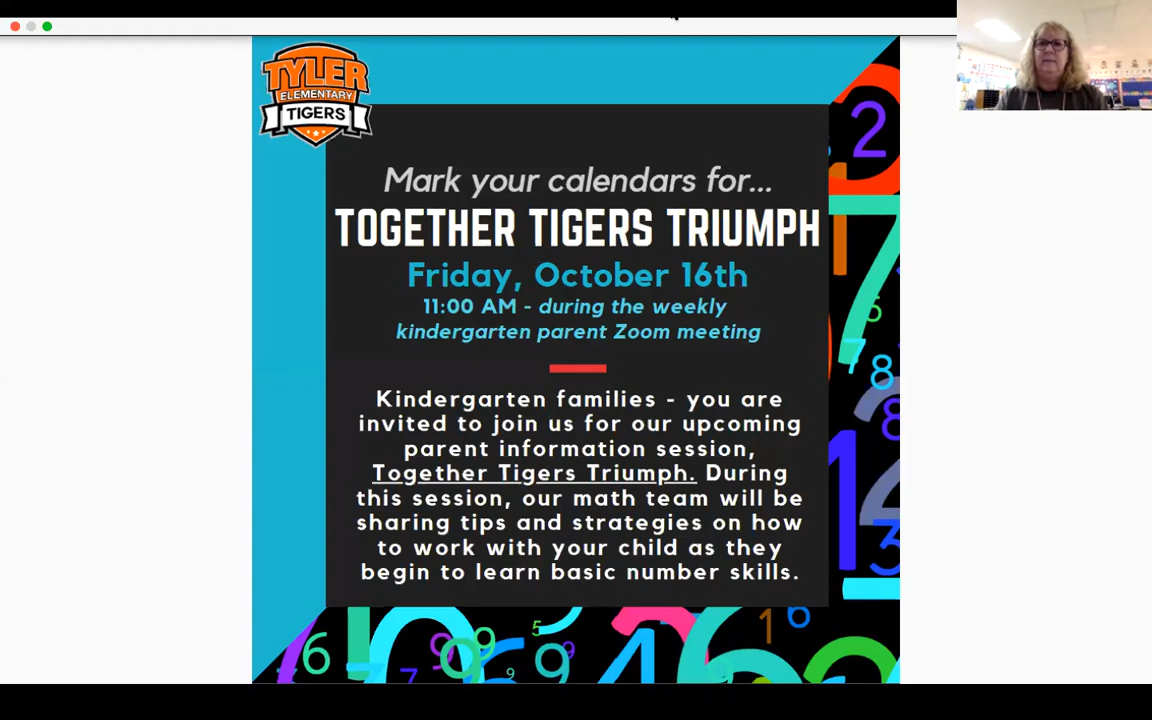 TYLER
ELEMENTARY
TIGERS
Mark your calendars for...
TOGETHER TIGERS TRIUMPH
Friday, October 16th
11:00 AM - during the weekly
kindergarten parent Zoom meeting
Kindergarten families - you are
invited to join us for our upcoming
parent information session,
Together Tigers Triumph. During
this session, our math team will be
sharing tips and strategies on how
to work with your child as they
begin to learn basic number skills.